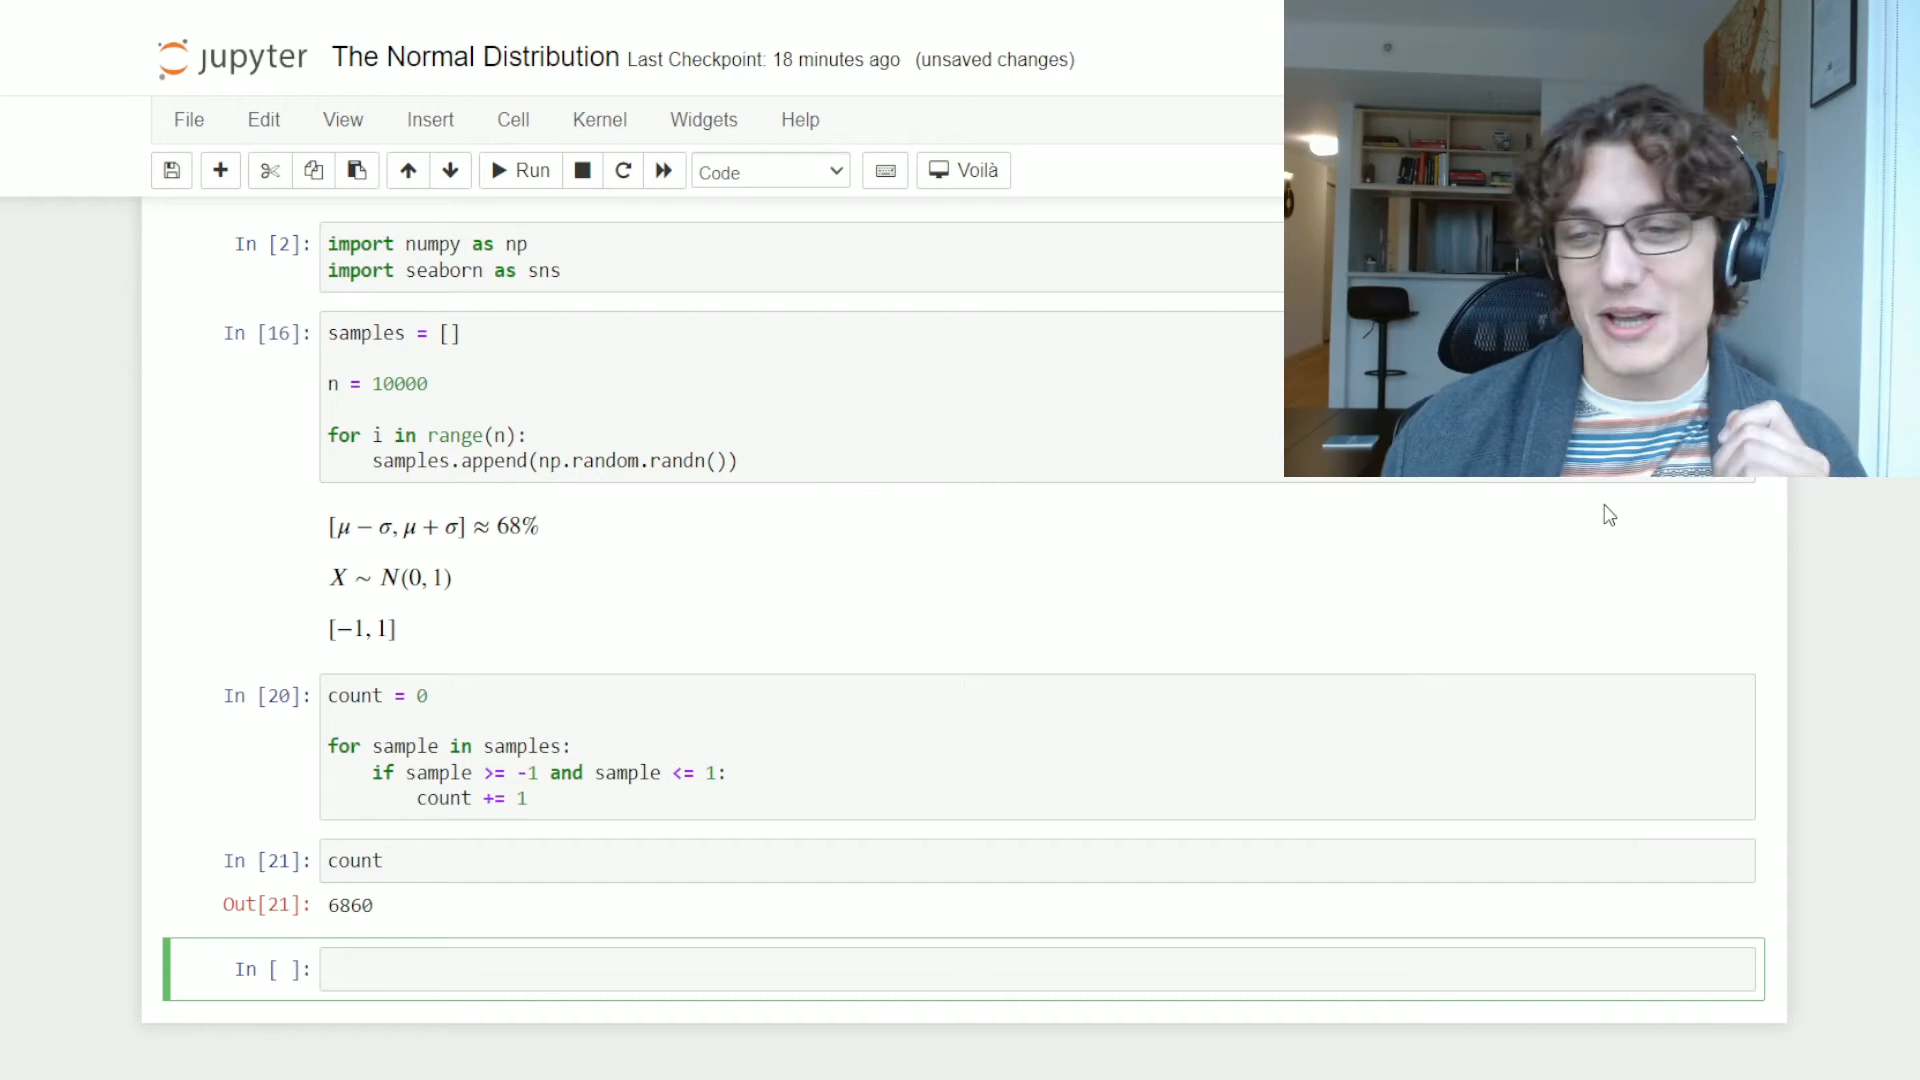 jupyter The Normal Distribution Last Checkpoint: 18 minutes ago (unsaved changes)
File Edit View Insert Cell Kernel Widgets Help
Run Code Voilà
In [2]: import numpy as np
import seaborn as sns
In [16]: samples = []
n = 10000
for i in range(n):
samples.append(np.random.randn())
[μ − σ, μ + σ] ≈ 68%
X ∼ N(0, 1)
[−1, 1]
In [20]: count = 0
for sample in samples:
if sample >= -1 and sample <= 1:
count += 1
In [21]: count
Out[21]: 6860
In [ ]: